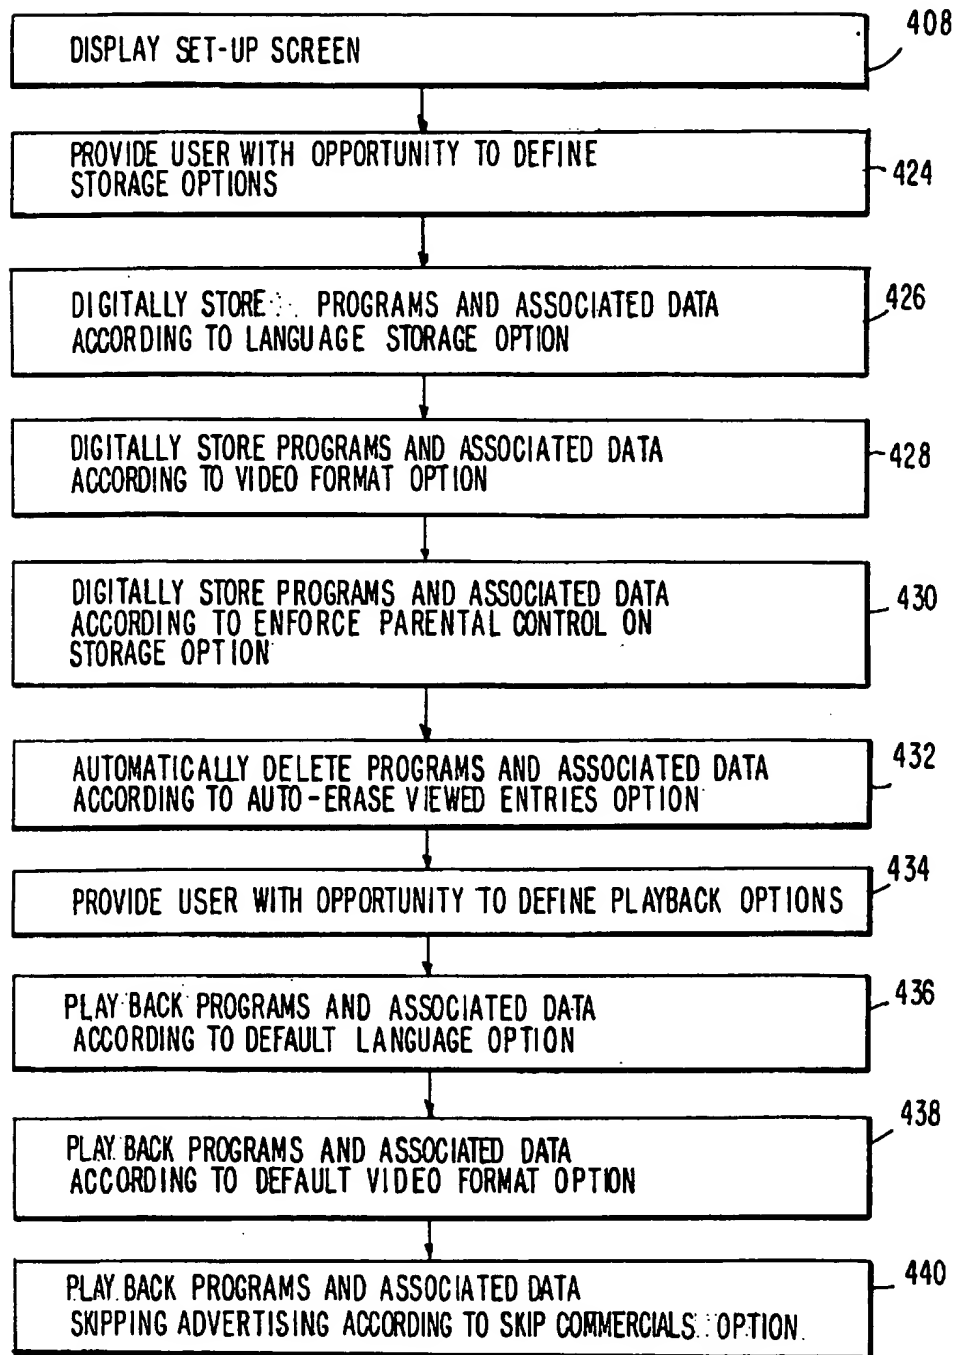 DISPLAY SET-UP SCREEN
408
PROVIDE USER WITH OPPORTUNITY TO DEFINE
STORAGE OPTIONS
424
DIGITALLY STORE PROGRAMS AND ASSOCIATED DATA
ACCORDING TO LANGUAGE STORAGE OPTION
426
DIGITALLY STORE PROGRAMS AND ASSOCIATED DATA
ACCORDING TO VIDEO FORMAT OPTION
428
DIGITALLY STORE PROGRAMS AND ASSOCIATED DATA
ACCORDING TO ENFORCE PARENTAL CONTROL ON
STORAGE OPTION
430
AUTOMATICALLY DELETE PROGRAMS AND ASSOCIATED DATA
ACCORDING TO AUTO-ERASE VIEWED ENTRIES OPTION
432
PROVIDE USER WITH OPPORTUNITY TO DEFINE PLAYBACK OPTIONS
434
PLAY BACK PROGRAMS AND ASSOCIATED DATA
ACCORDING TO DEFAULT LANGUAGE OPTION
436
PLAY BACK PROGRAMS AND ASSOCIATED DATA
ACCORDING TO DEFAULT VIDEO FORMAT OPTION
438
PLAY BACK PROGRAMS AND ASSOCIATED DATA
SKIPPING ADVERTISING ACCORDING TO SKIP COMMERCIALS OPTION
440